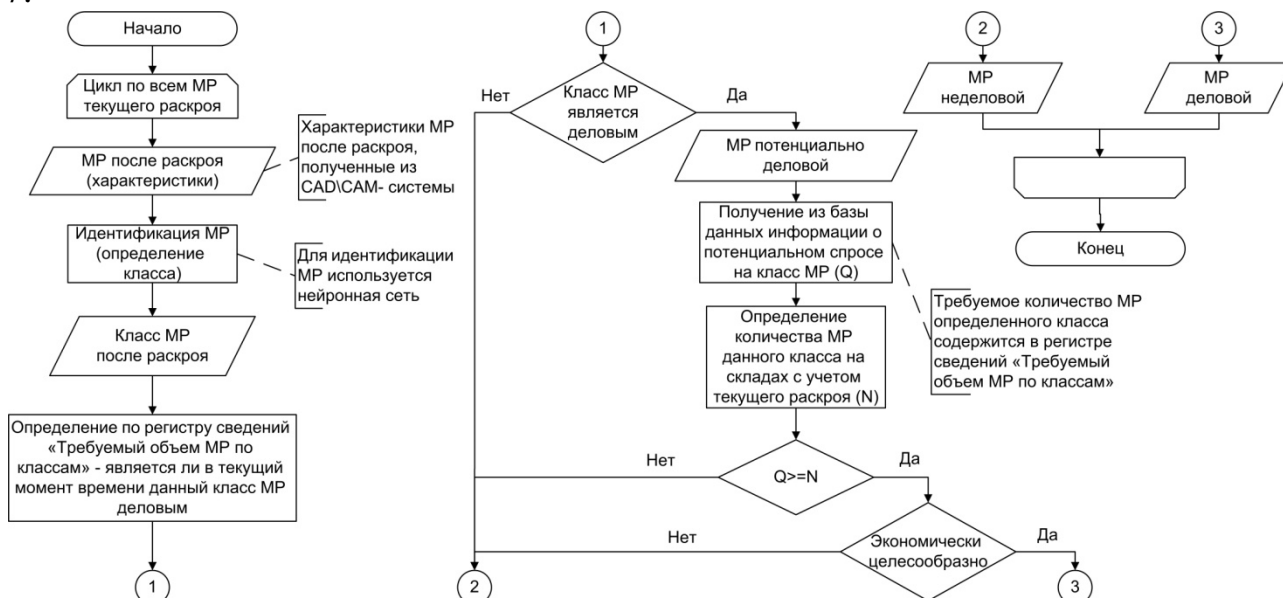 Начало
Цикл по всем МР
текущего раскроя
МР после раскроя
(характеристики)
Характеристики МР
после раскроя,
полученные из
CAD\CAM- системы
Идентификация МР
(определение
класса)
Для идентификации
МР используется
нейронная сеть
Класс МР
после раскроя
Определение по регистру сведений
«Требуемый объем МР по
классам» - является ли в текущий
момент времени данный класс МР
деловым
1
1
Класс МР
является
деловым
Нет
Да
МР потенциально
деловой
Получение из базы
данных информации о
потенциальном спросе
на класс МР (Q)
Определение
количества МР
данного класса на
складах с учетом
текущего раскроя (N)
Требуемое количество МР
определенного класса
содержится в регистре
сведений «Требуемый
объем МР по классам»
Нет
Q>=N
Да
Нет
Экономически
целесообразно
Да
2
3
2
3
МР
неделовой
МР
деловой
Конец